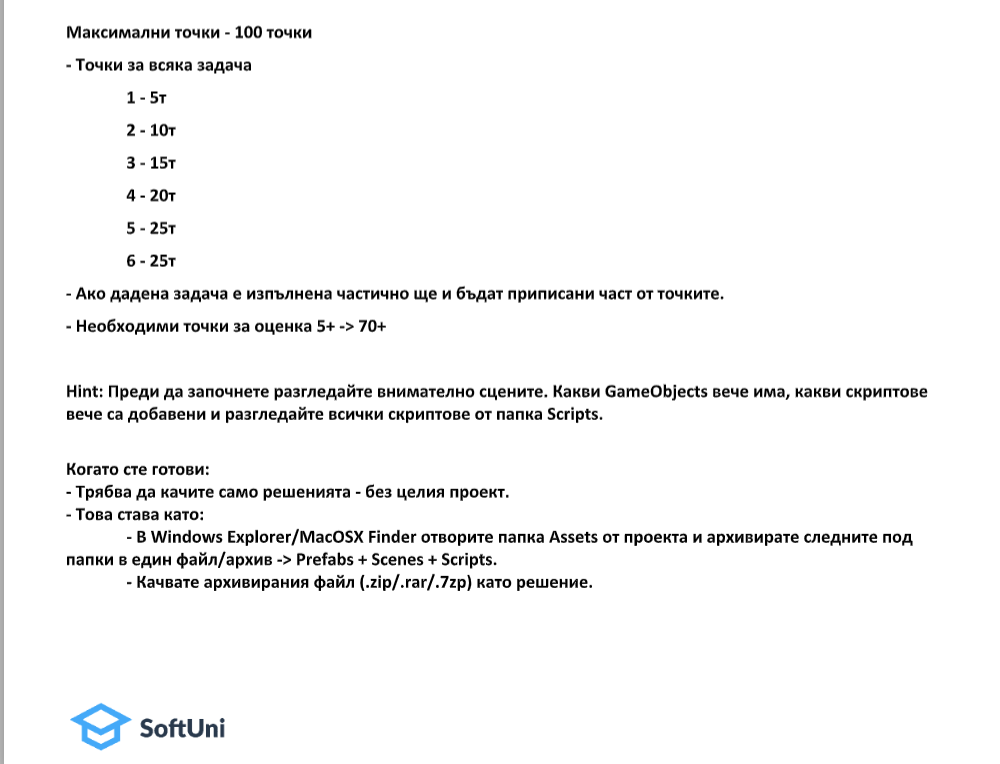 Максимални точки - 100 точки
- Точки за всяка задача
1 - 5т
2 - 10т
3 - 15т
4 - 20т
5 - 25т
6 - 25т
- Ако дадена задача е изпълнена частично ще и бъдат приписани част от точките.
- Необходими точки за оценка 5+ -> 70+
Hint: Преди да започнете разгледайте внимателно сцените. Какви GameObjects вече има, какви скриптове
вече са добавени и разгледайте всички скриптове от папка Scripts.
Когато сте готови:
- Трябва да качите само решенията - без целия проект.
- Това става като:
- В Windows Explorer/MacOSX Finder отворите папка Assets от проекта и архивирате следните под
папки в един файл/архив -> Prefabs + Scenes + Scripts.
- Качвате архивирания файл (.zip/.rar/.7zp) като решение.
SoftUni